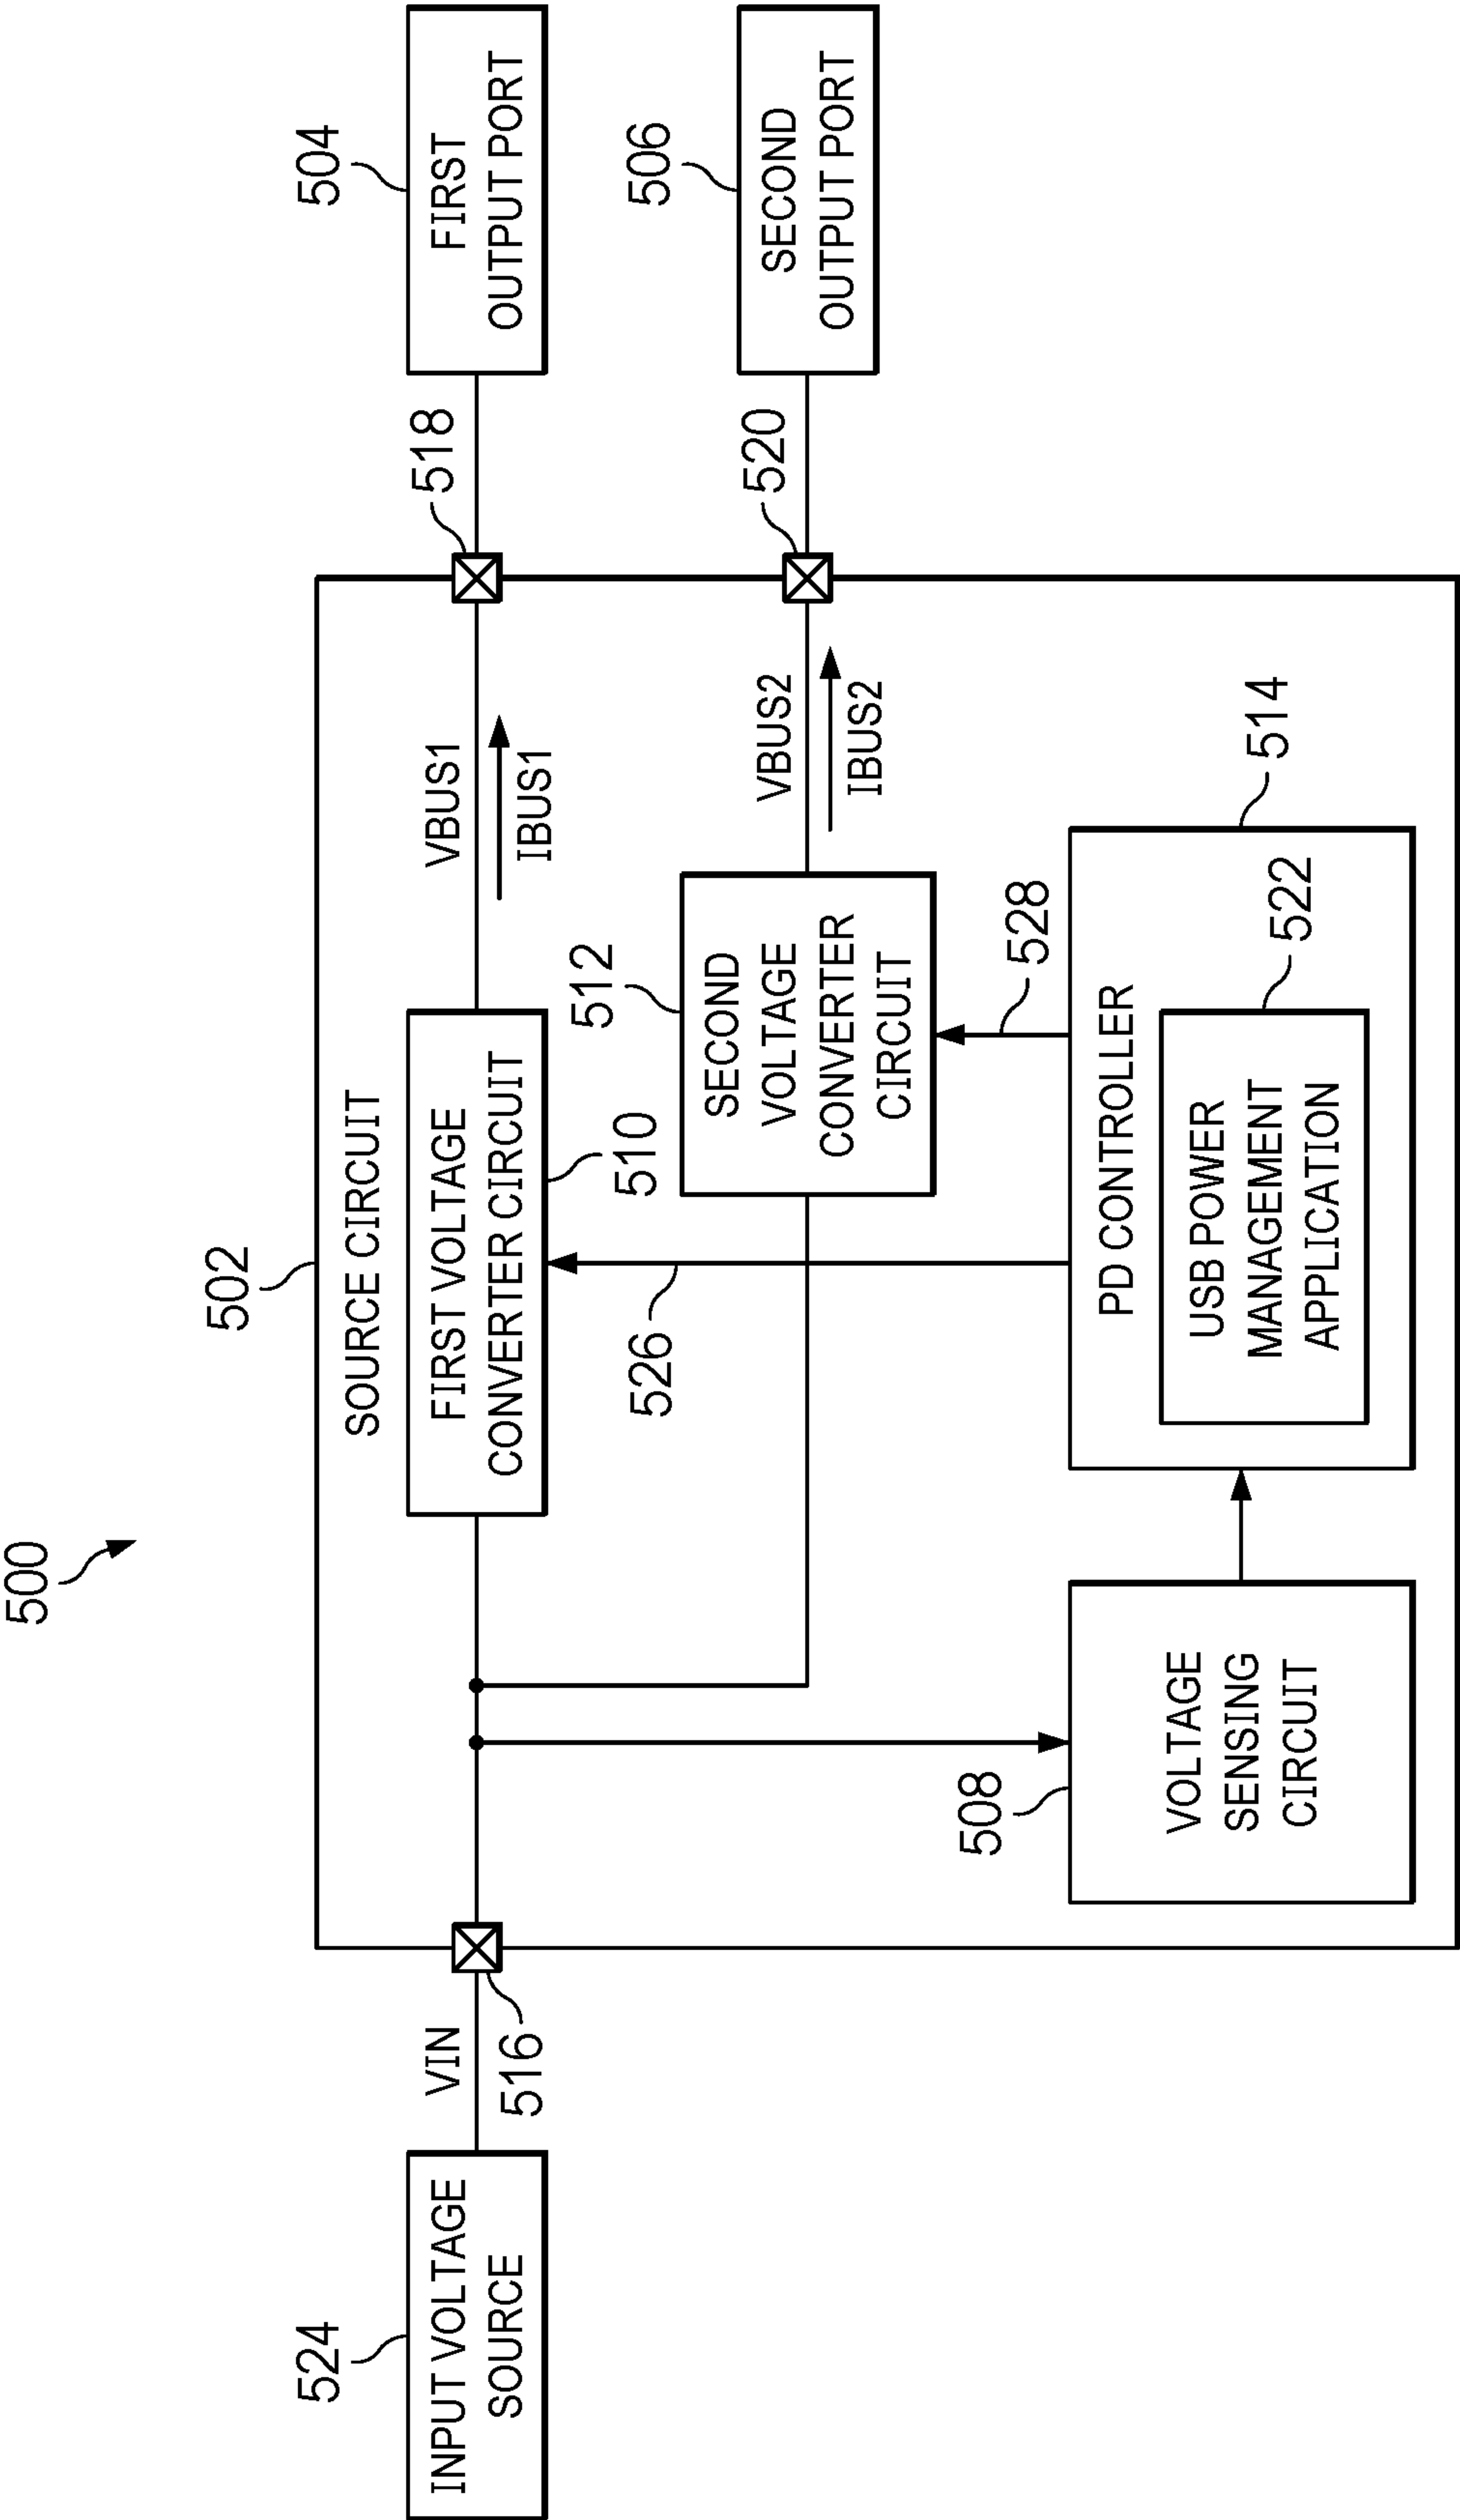 500
502
SOURCE CIRCUIT
524
INPUT VOLTAGE
SOURCE
VIN
516
FIRST VOLTAGE
CONVERTER CIRCUIT
510
VBUS1
IBUS1
518
504
FIRST
OUTPUT PORT
512
SECOND
VOLTAGE
CONVERTER
CIRCUIT
VBUS2
IBUS2
520
506
SECOND
OUTPUT PORT
526
528
508
VOLTAGE
SENSING
CIRCUIT
514
PD CONTROLLER
522
USB POWER
MANAGEMENT
APPLICATION